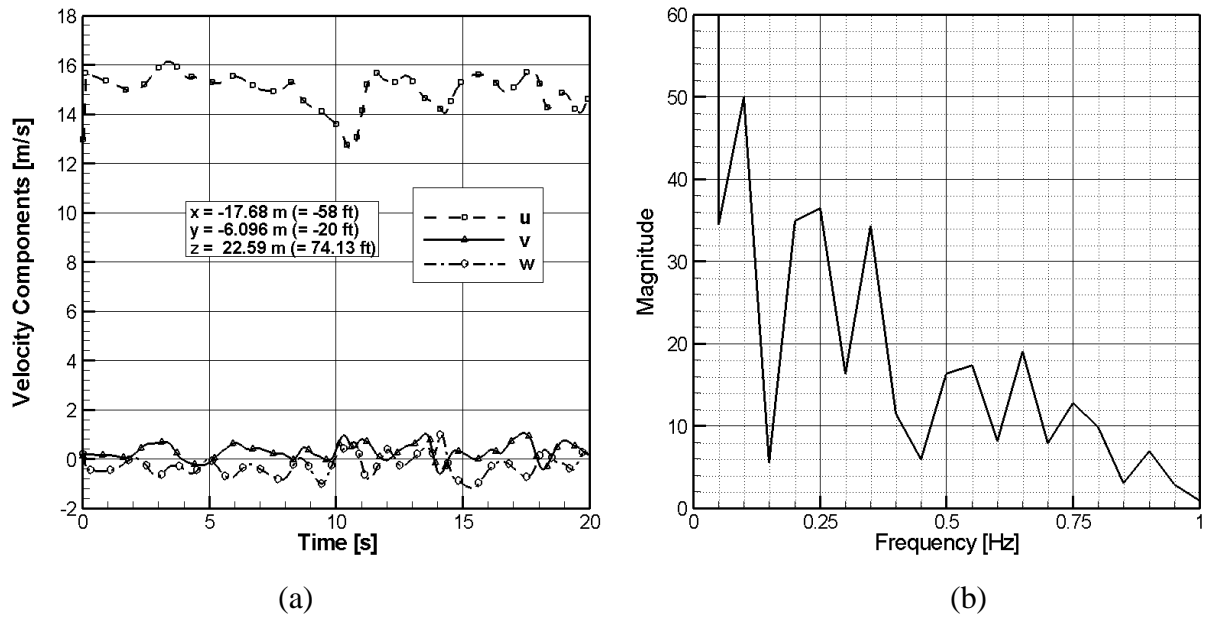 18
16
14
12
10
8
6
4
2
0
-2
Velocity Components [m/s]
x = -17.68 m (= -58 ft)
y = -6.096 m (= -20 ft)
z = 22.59 m (= 74.13 ft)
u
v
w
0 5 10 15 20
Time [s]
(a)
60
50
40
30
20
10
0
Magnitude
0 0.25 0.5 0.75 1
Frequency [Hz]
(b)